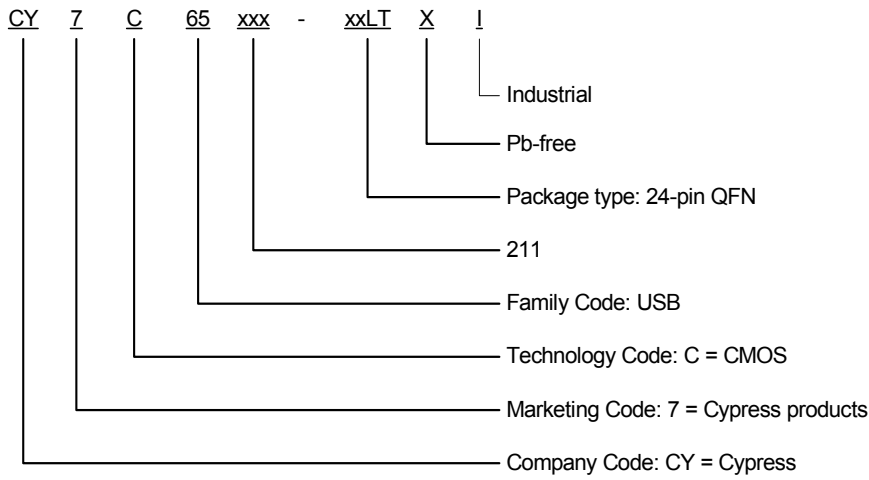 CY 7 C 65 xxx - xxLT X I
Industrial
Pb-free
Package type: 24-pin QFN
211
Family Code: USB
Technology Code: C = CMOS
Marketing Code: 7 = Cypress products
Company Code: CY = Cypress